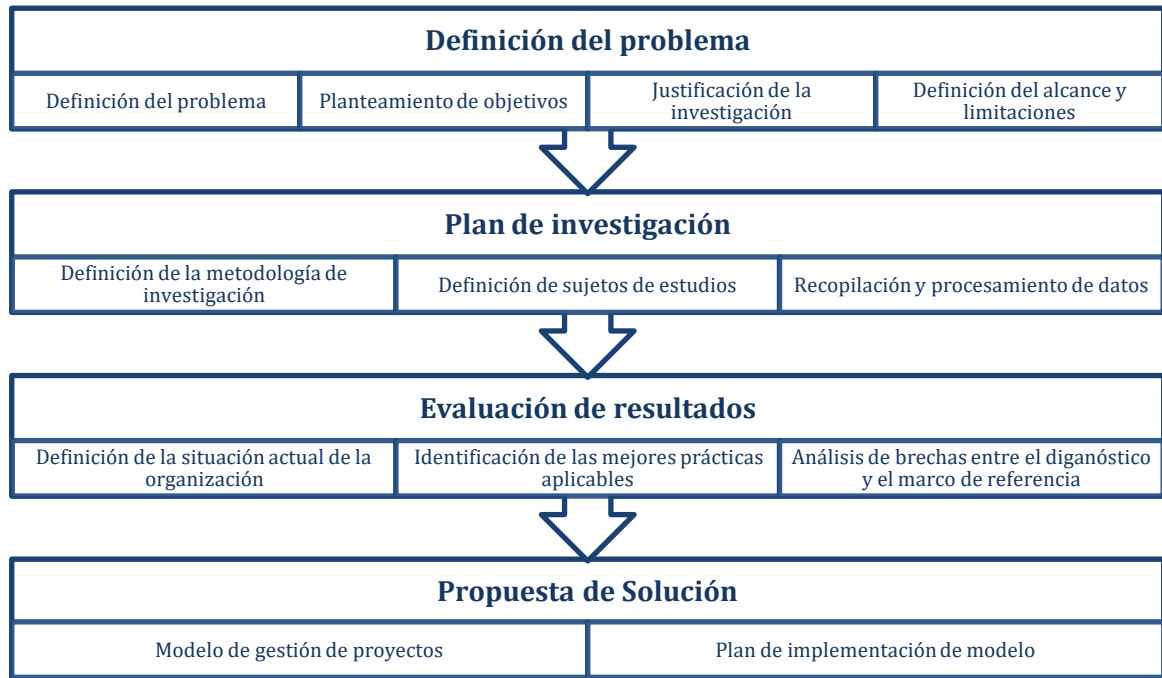 Definición del problema
Definición del problema
Planteamiento de objetivos
Justificación de la
investigación
Definición del alcance y
limitaciones
Plan de investigación
Definición de la metodología de
investigación
Definición de sujetos de estudios
Recopilación y procesamiento de datos
Evaluación de resultados
Definición de la situación actual de la
organización
Identificación de las mejores prácticas
aplicables
Análisis de brechas entre el diganóstico
y el marco de referencia
Propuesta de Solución
Modelo de gestión de proyectos
Plan de implementación de modelo